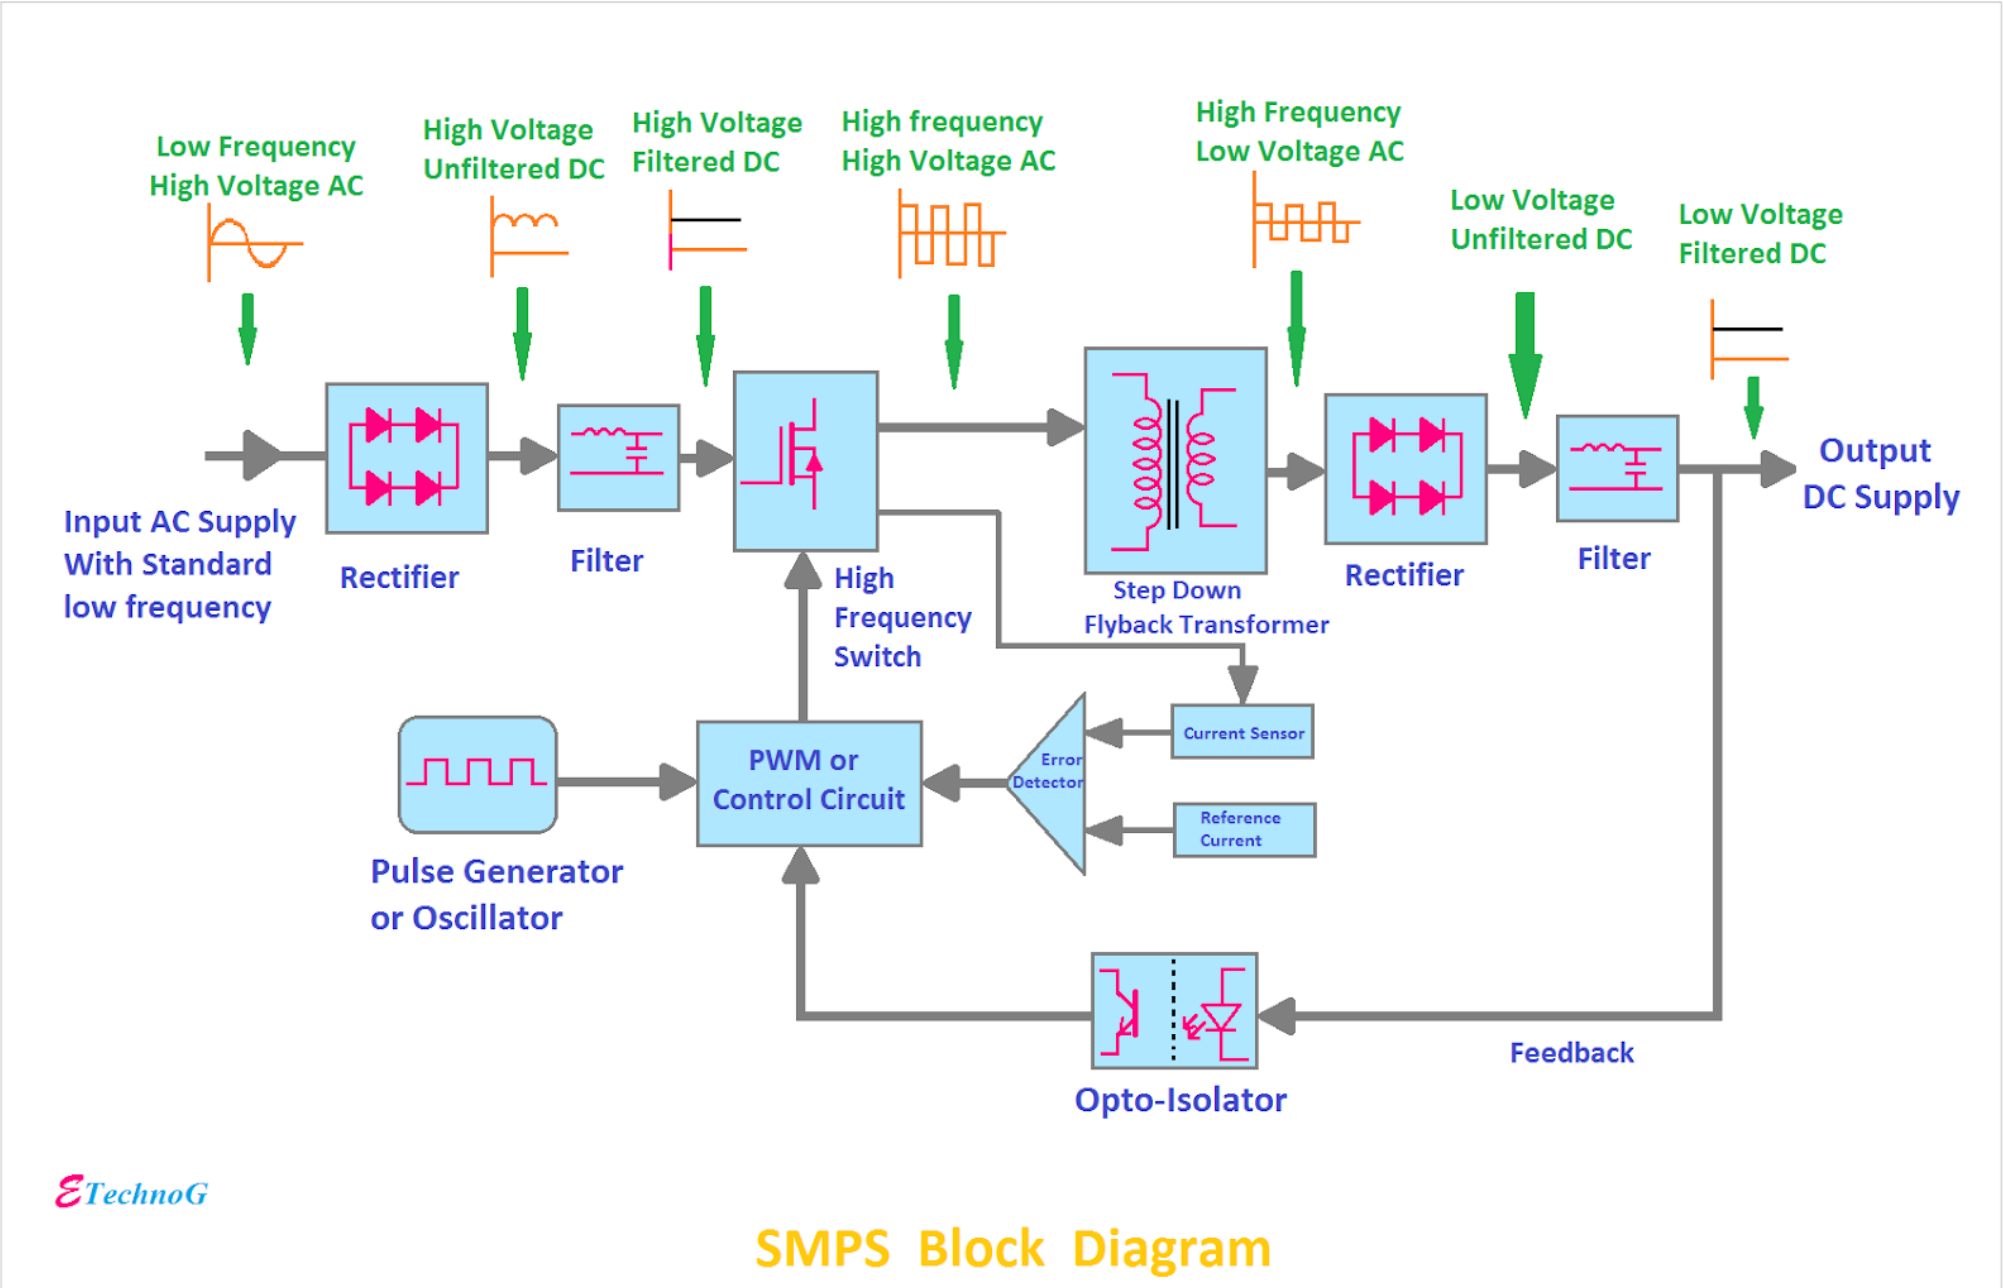 Low Frequency
High Voltage AC
High Voltage
Unfiltered DC
High Voltage
Filtered DC
High frequency
High Voltage AC
High Frequency
Low Voltage AC
Low Voltage
Unfiltered DC
Low Voltage
Filtered DC
Input AC Supply
With Standard
low frequency
Rectifier
Filter
High
Frequency
Switch
Step Down
Flyback Transformer
Rectifier
Filter
Output
DC Supply
Pulse Generator
or Oscillator
PWM or
Control Circuit
Error
Detector
Current Sensor
Reference
Current
Opto-Isolator
Feedback
ETechnoG
SMPS Block Diagram